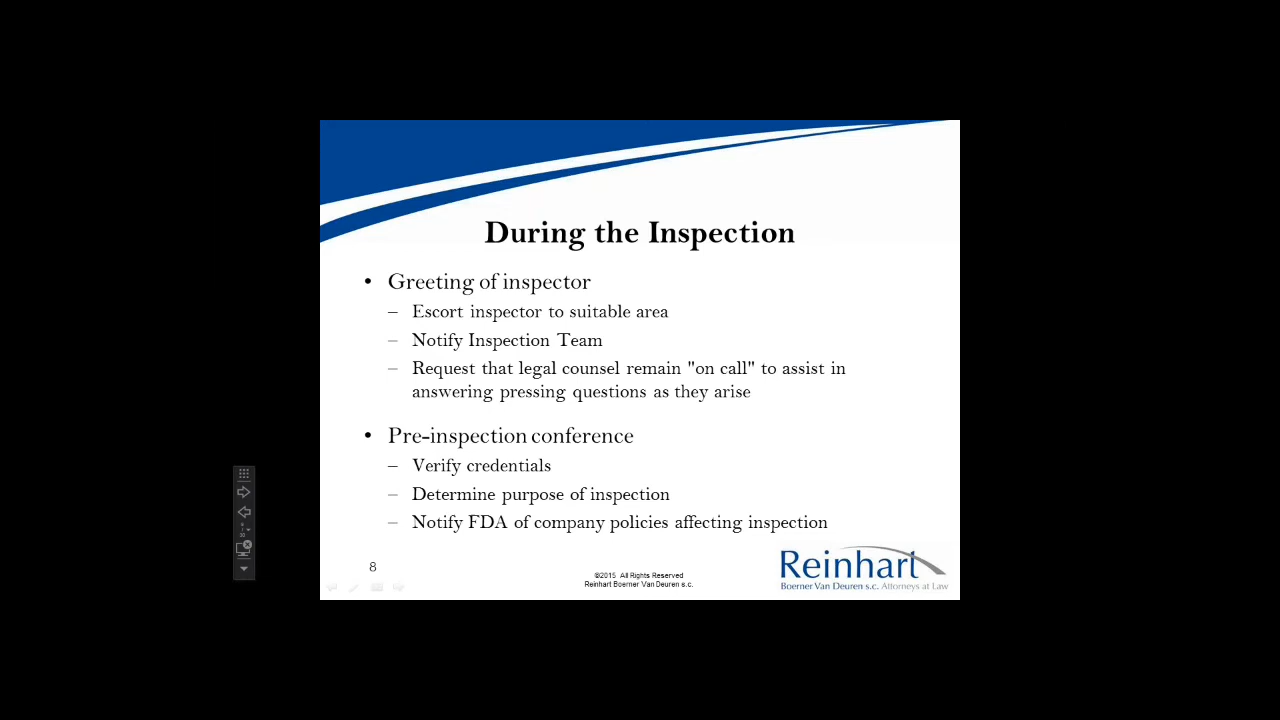 During the Inspection
• Greeting of inspector
– Escort inspector to suitable area
– Notify Inspection Team
– Request that legal counsel remain "on call" to assist in
answering pressing questions as they arise
• Pre-inspection conference
– Verify credentials
– Determine purpose of inspection
– Notify FDA of company policies affecting inspection
8
©2015 All Rights Reserved
Reinhart Boerner Van Deuren s.c.
Reinhart
Boerner Van Deuren s.c. Attorneys at Law